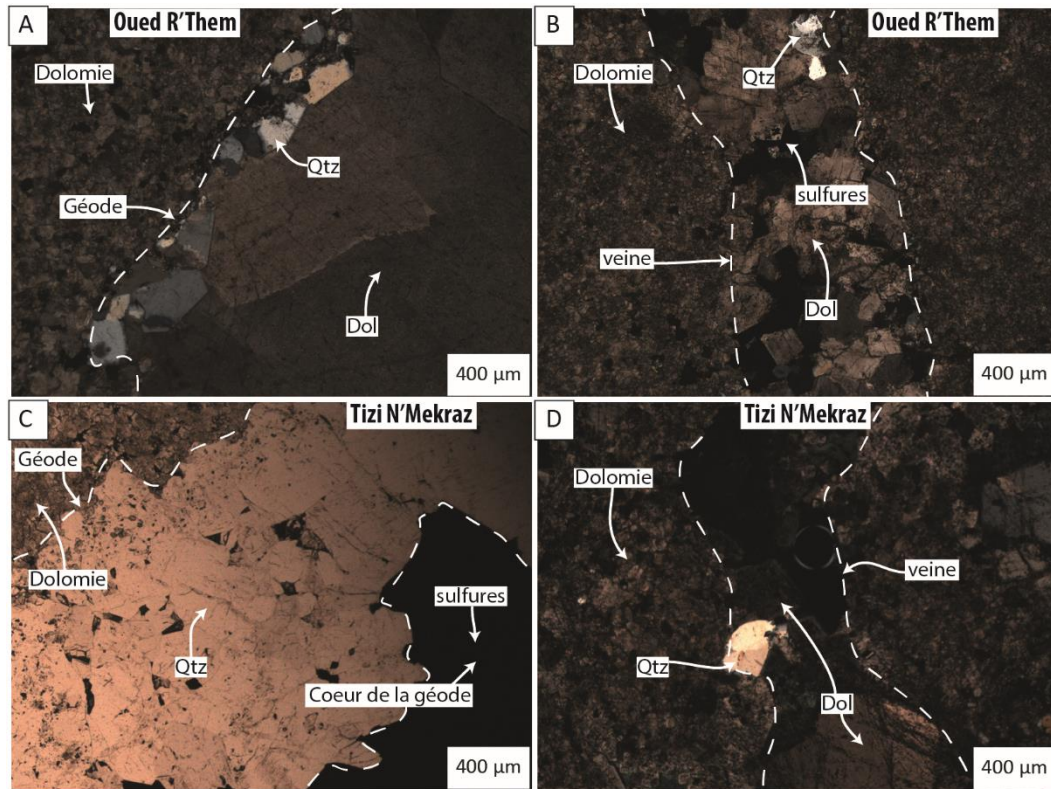 A
Oued R'Them
Dolomie
Qtz
Géode
Dol
400 µm
B
Oued R'Them
Qtz
Dolomie
sulfures
veine
Dol
400 µm
C
Tizi N'Mekraz
Géode
Dolomie
sulfures
Qtz
Coeur de la géode
400 µm
D
Tizi N'Mekraz
Dolomie
veine
Qtz
Dol
400 µm